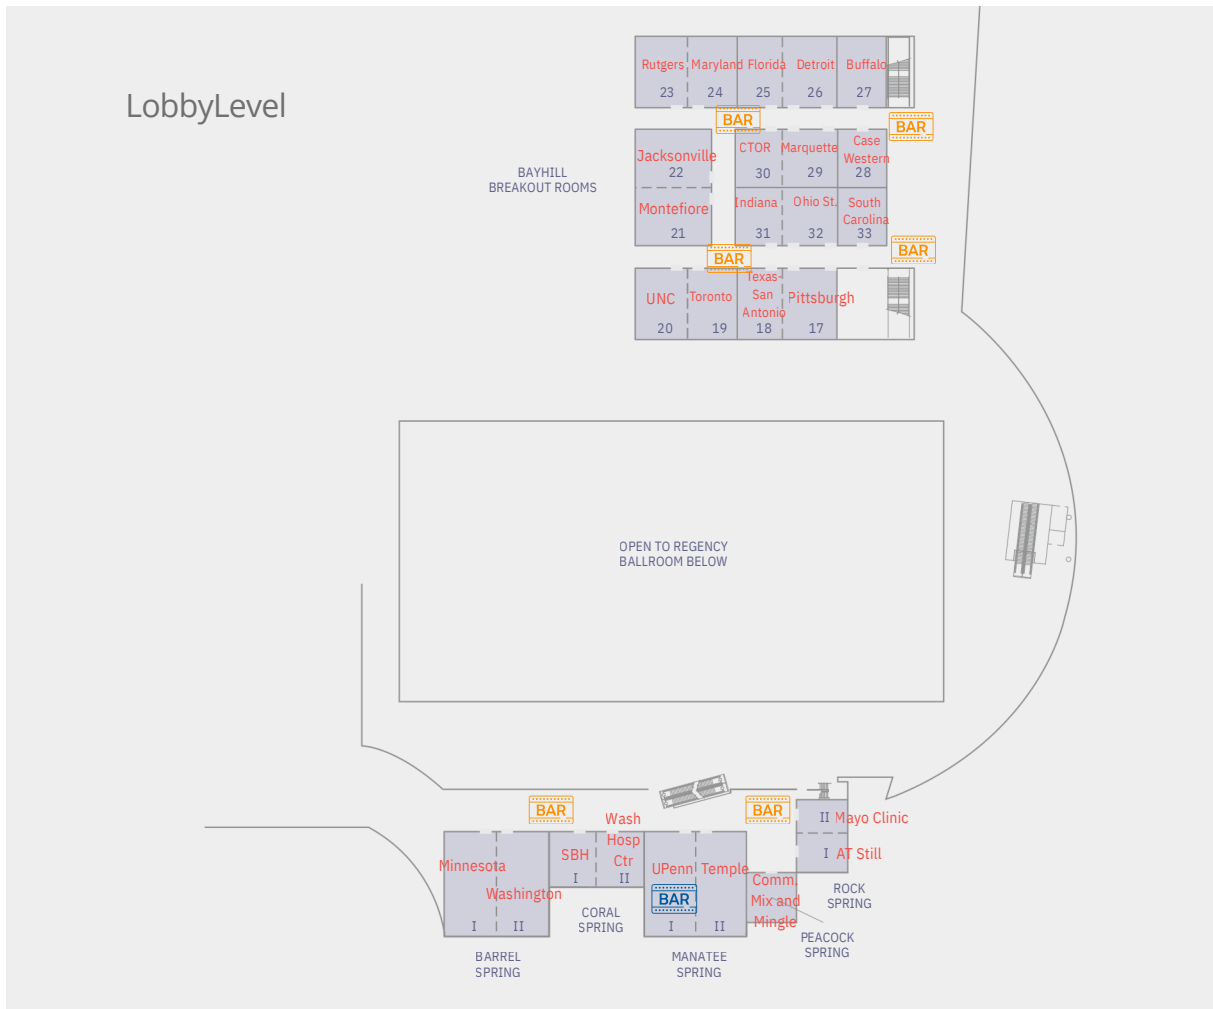 LobbyLevel
Rutgers Maryland Florida Detroit Buffalo
23 24 25 26 27
BAR
BAR
BAYHILL
BREAKOUT ROOMS
Jacksonville
22
CTOR Marquette Case
Western
30 29 28
Montefiore
21
Indiana Ohio St. South
Carolina
31 32 33
BAR
BAR
UNC Toronto Texas-
San
Antonio
Pittsburgh
20 19 18 17
OPEN TO REGENCY
BALLROOM BELOW
BAR
BAR
Minnesota
Washington
I II
BARREL
SPRING
SBH
Wash
Hosp
Ctr
I II
CORAL
SPRING
UPenn Temple
BAR
I II
MANATEE
SPRING
Comm.
Mix and
Mingle
PEACOCK
SPRING
II Mayo Clinic
I AT Still
ROCK
SPRING